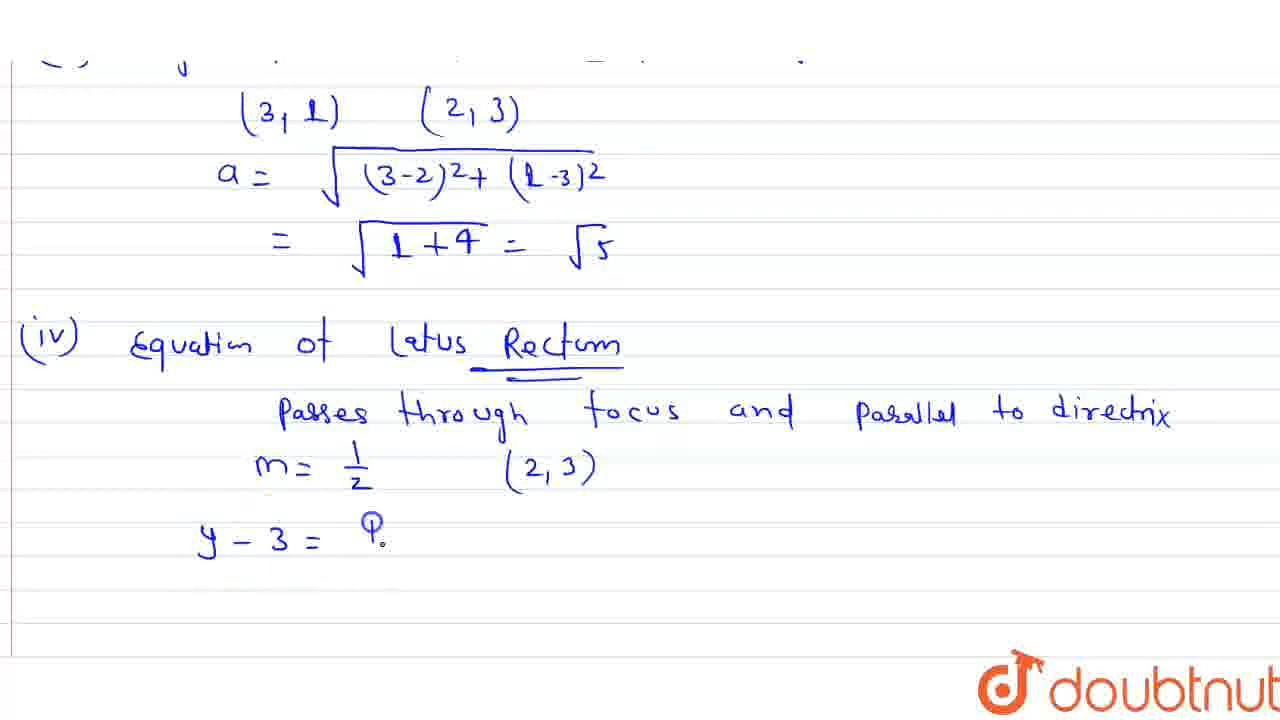 (3, 1) (2, 3)
a = √(3-2)² + (1-3)²
= √1+4 = √5
(iv) Equation of Latus Rectum
Passes through focus and parallel to directrix
m = 1/2 (2, 3)
y - 3 =
doubtnut